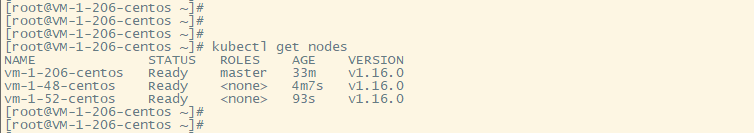 [root@VM-1-206-centos ~]#
[root@VM-1-206-centos ~]#
[root@VM-1-206-centos ~]#
[root@VM-1-206-centos ~]# kubectl get nodes
NAME STATUS ROLES AGE VERSION
vm-1-206-centos Ready master 33m v1.16.0
vm-1-48-centos Ready <none> 4m7s v1.16.0
vm-1-52-centos Ready <none> 93s v1.16.0
[root@VM-1-206-centos ~]#
[root@VM-1-206-centos ~]#